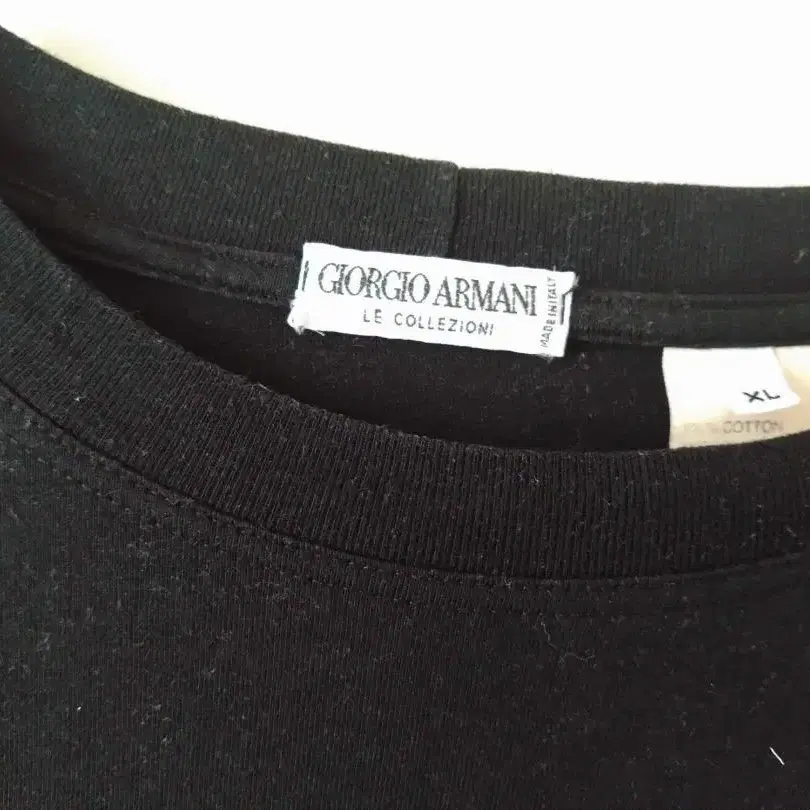 GIORGIO ARMANI
LE COLLEZIONI
MADE IN ITALY
XL
COTTON